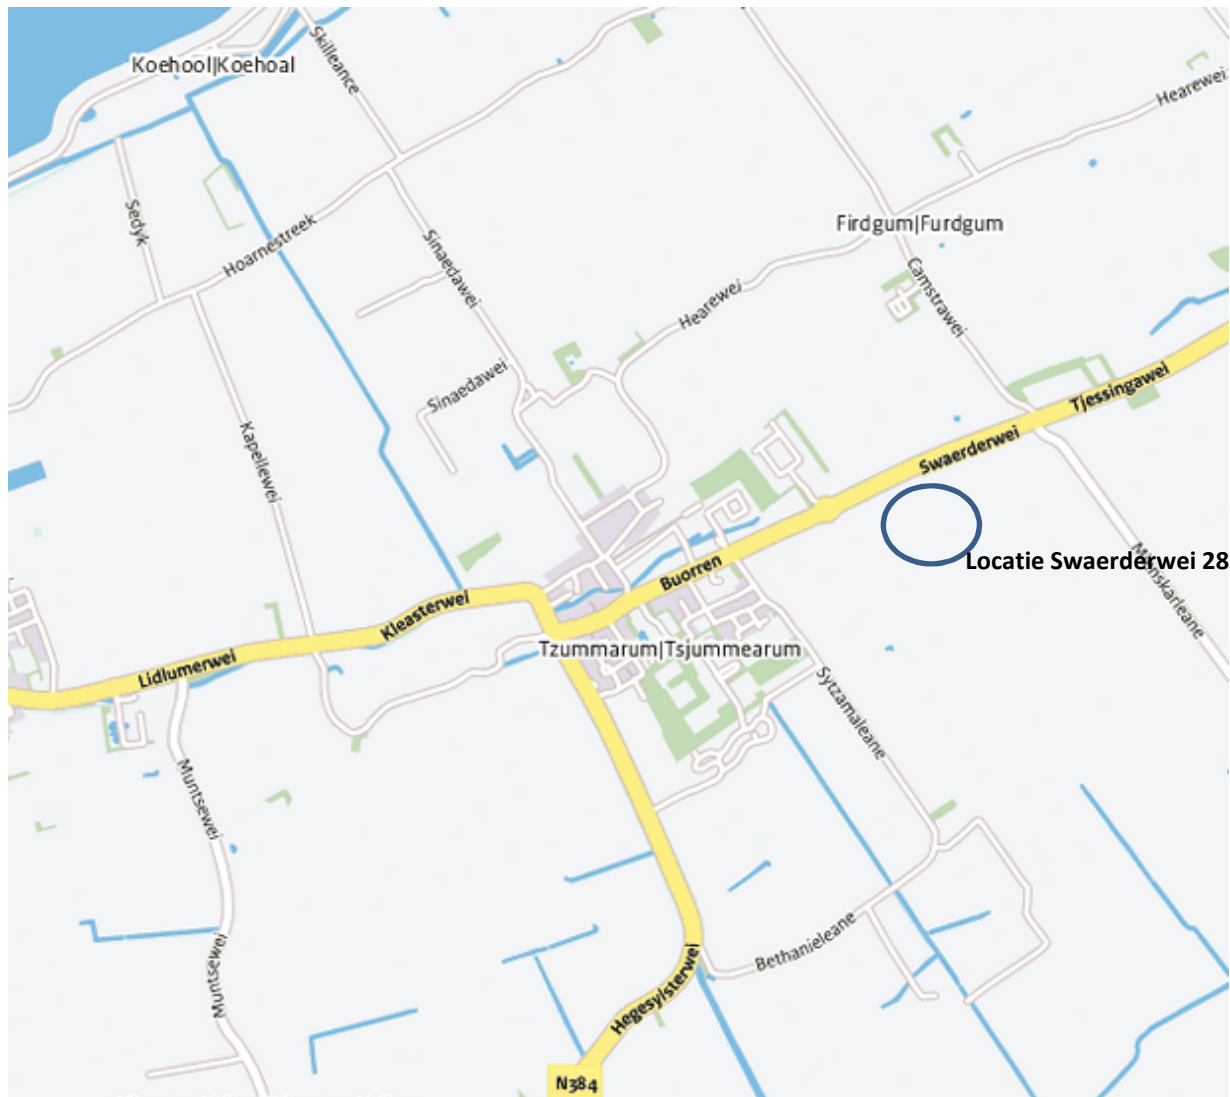 Koehool|Koehoal
Skilleance
Hearewei
Sedyk
Hoarnestreek
Sinaedawei
Firdgum|Furdgum
Camstrawei
Hearewei
Sinaedawei
Tjessingawei
Kapellewei
Swaerderwei
Locatie Swaerderwei 28
Buorren
Mínskarleane
Kleasterwei
Tzummarum|Tsjummearum
Lidlumerwei
Sytzamaleane
Muntsewei
Bethanieleane
Muntsewei
Hegesylsterwei
N384